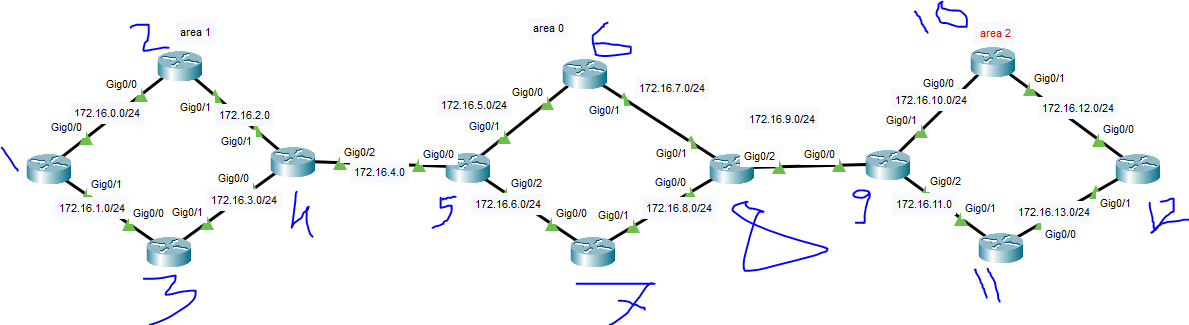 10
2 area 1
area 0
6
area 2
Gig0/0
Gig0/1
172.16.0.0/24
Gig0/0
172.16.2.0
Gig0/1
1
Gig0/1
172.16.1.0/24
Gig0/0
3
Gig0/1
172.16.3.0/24
Gig0/0
4
Gig0/2
172.16.4.0
Gig0/0
5
Gig0/1
172.16.5.0/24
Gig0/0
Gig0/1
172.16.7.0/24
Gig0/1
Gig0/2
172.16.6.0/24
Gig0/0
7
Gig0/1
172.16.8.0/24
Gig0/0
8
Gig0/2
172.16.9.0/24
Gig0/0
9
Gig0/1
172.16.10.0/24
Gig0/0
Gig0/1
172.16.12.0/24
Gig0/0
Gig0/2
172.16.11.0
Gig0/1
11
Gig0/0
172.16.13.0/24
Gig0/1
12